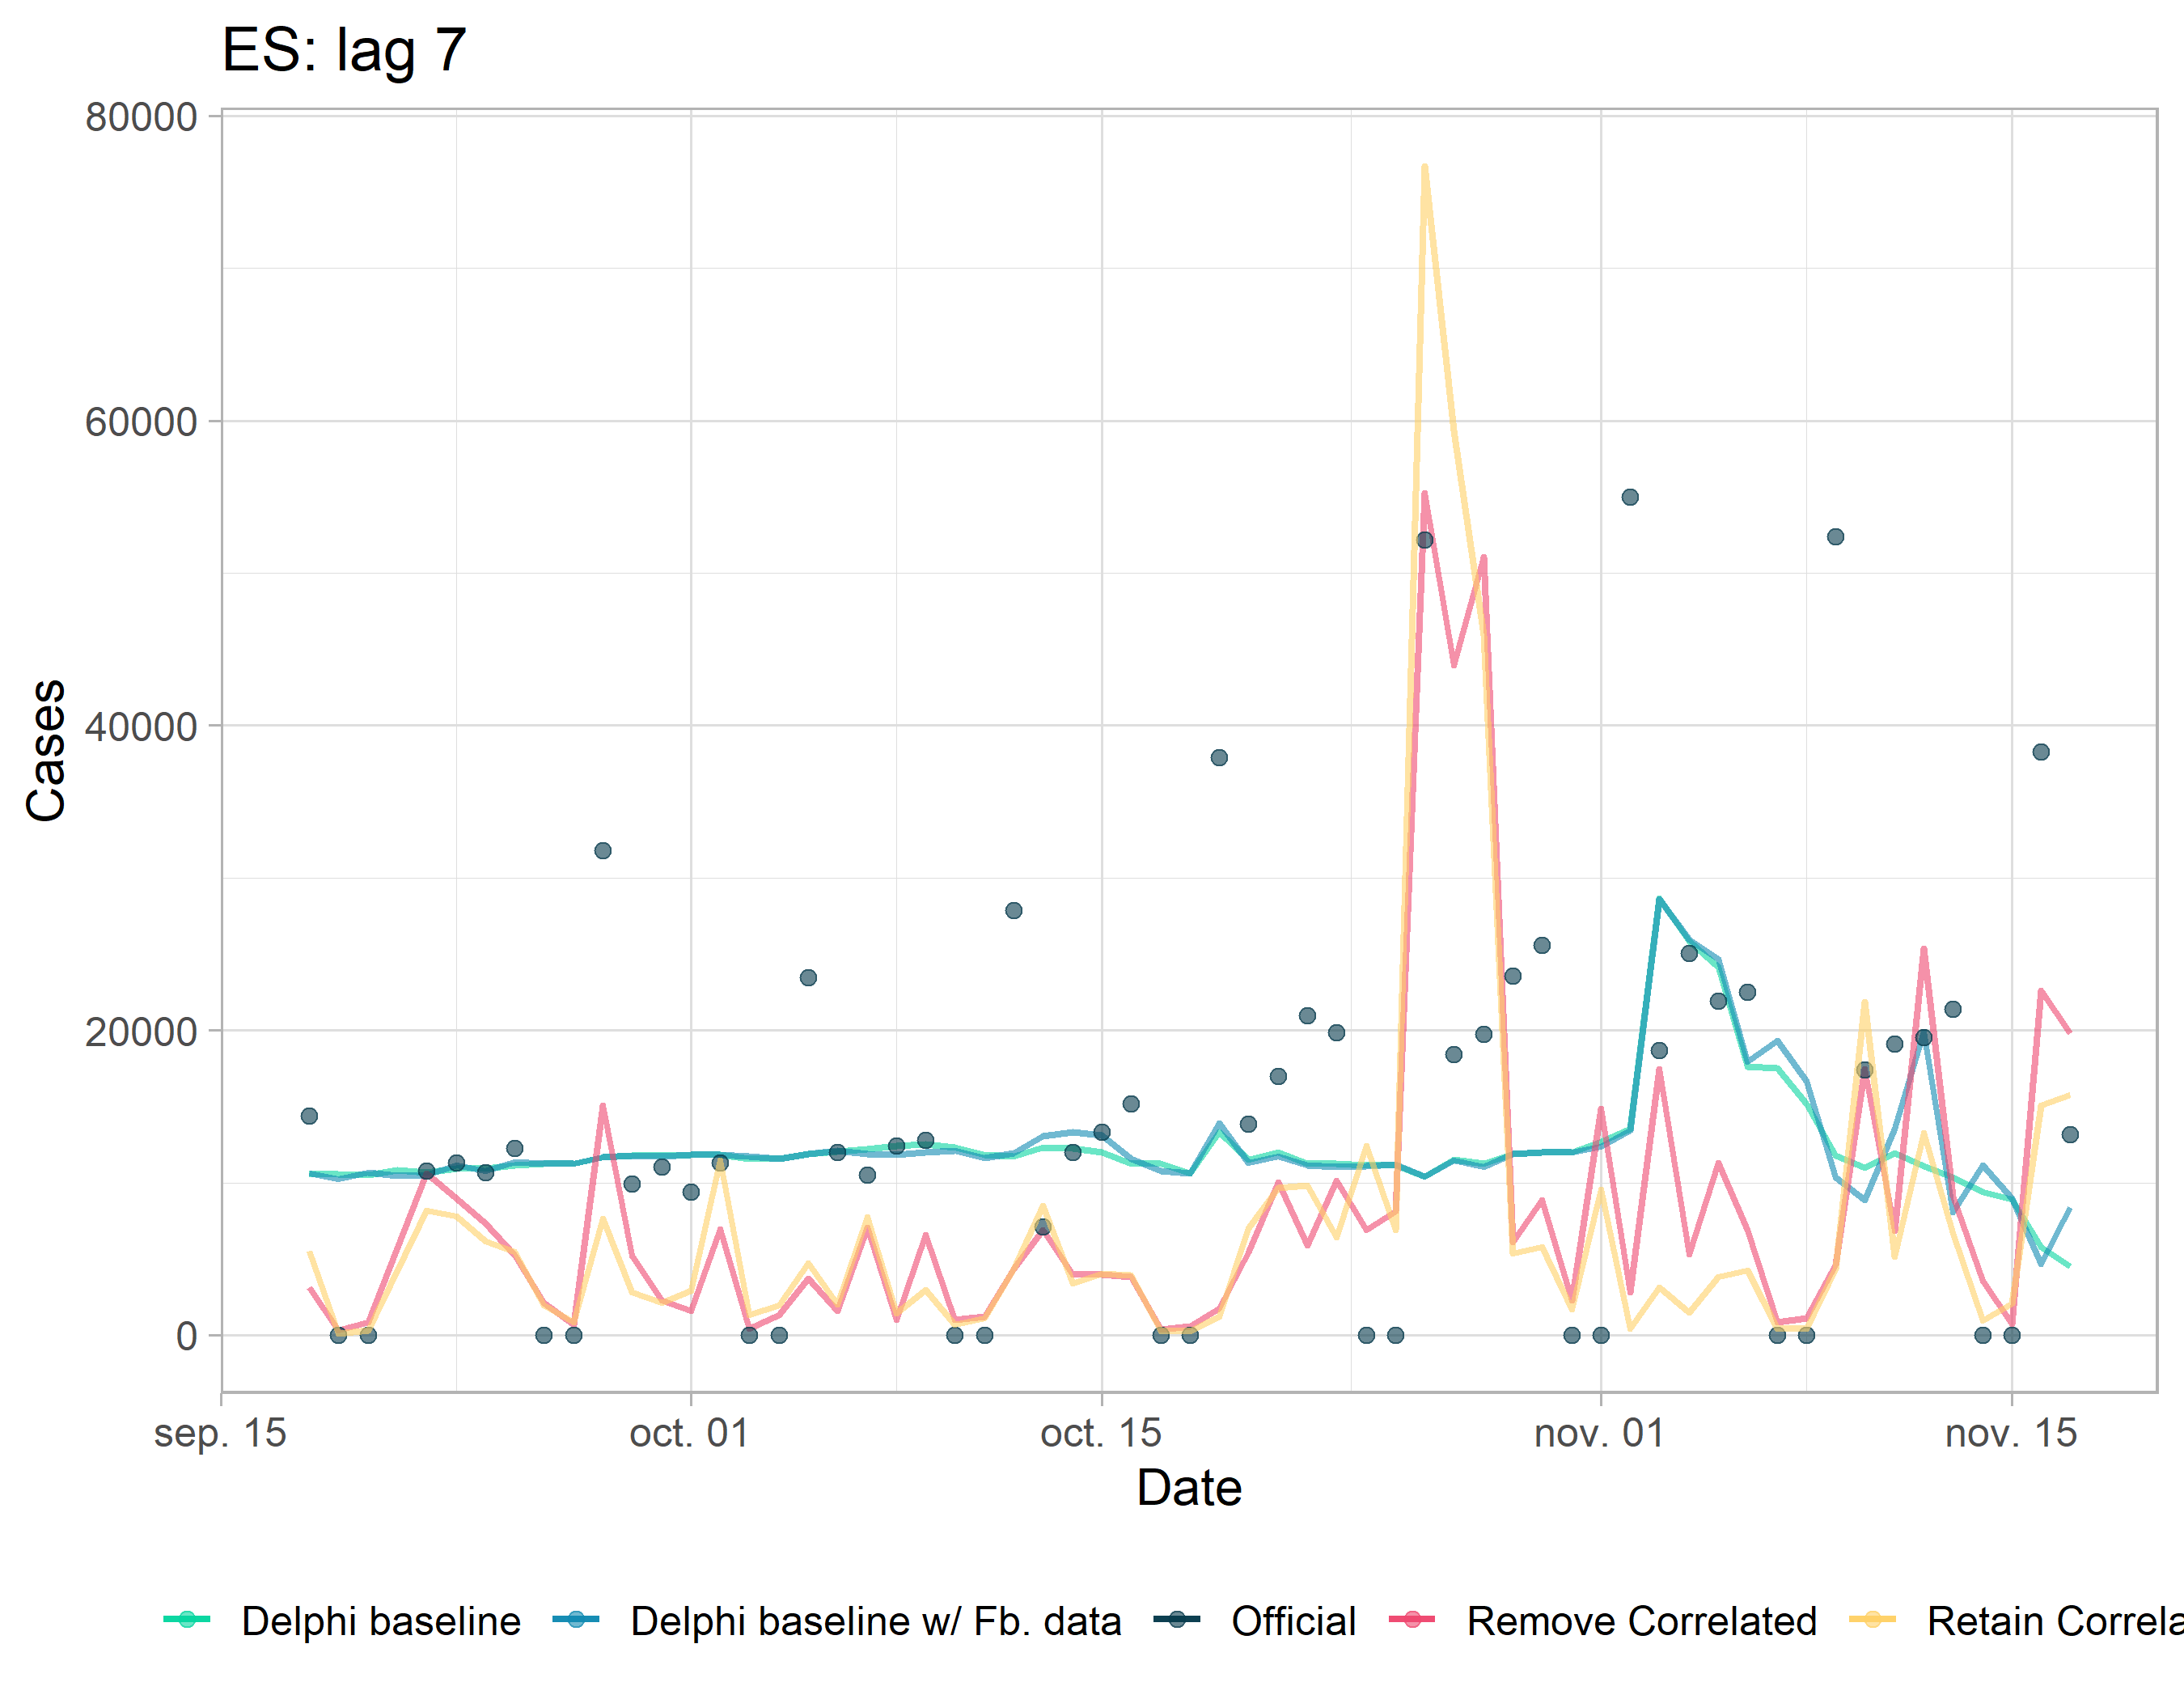 ES: lag 7
80000
60000
40000
20000
0
Cases
sep. 15 oct. 01 oct. 15 nov. 01 nov. 15
Date
Delphi baseline Delphi baseline w/ Fb. data Official Remove Correlated Retain Correla